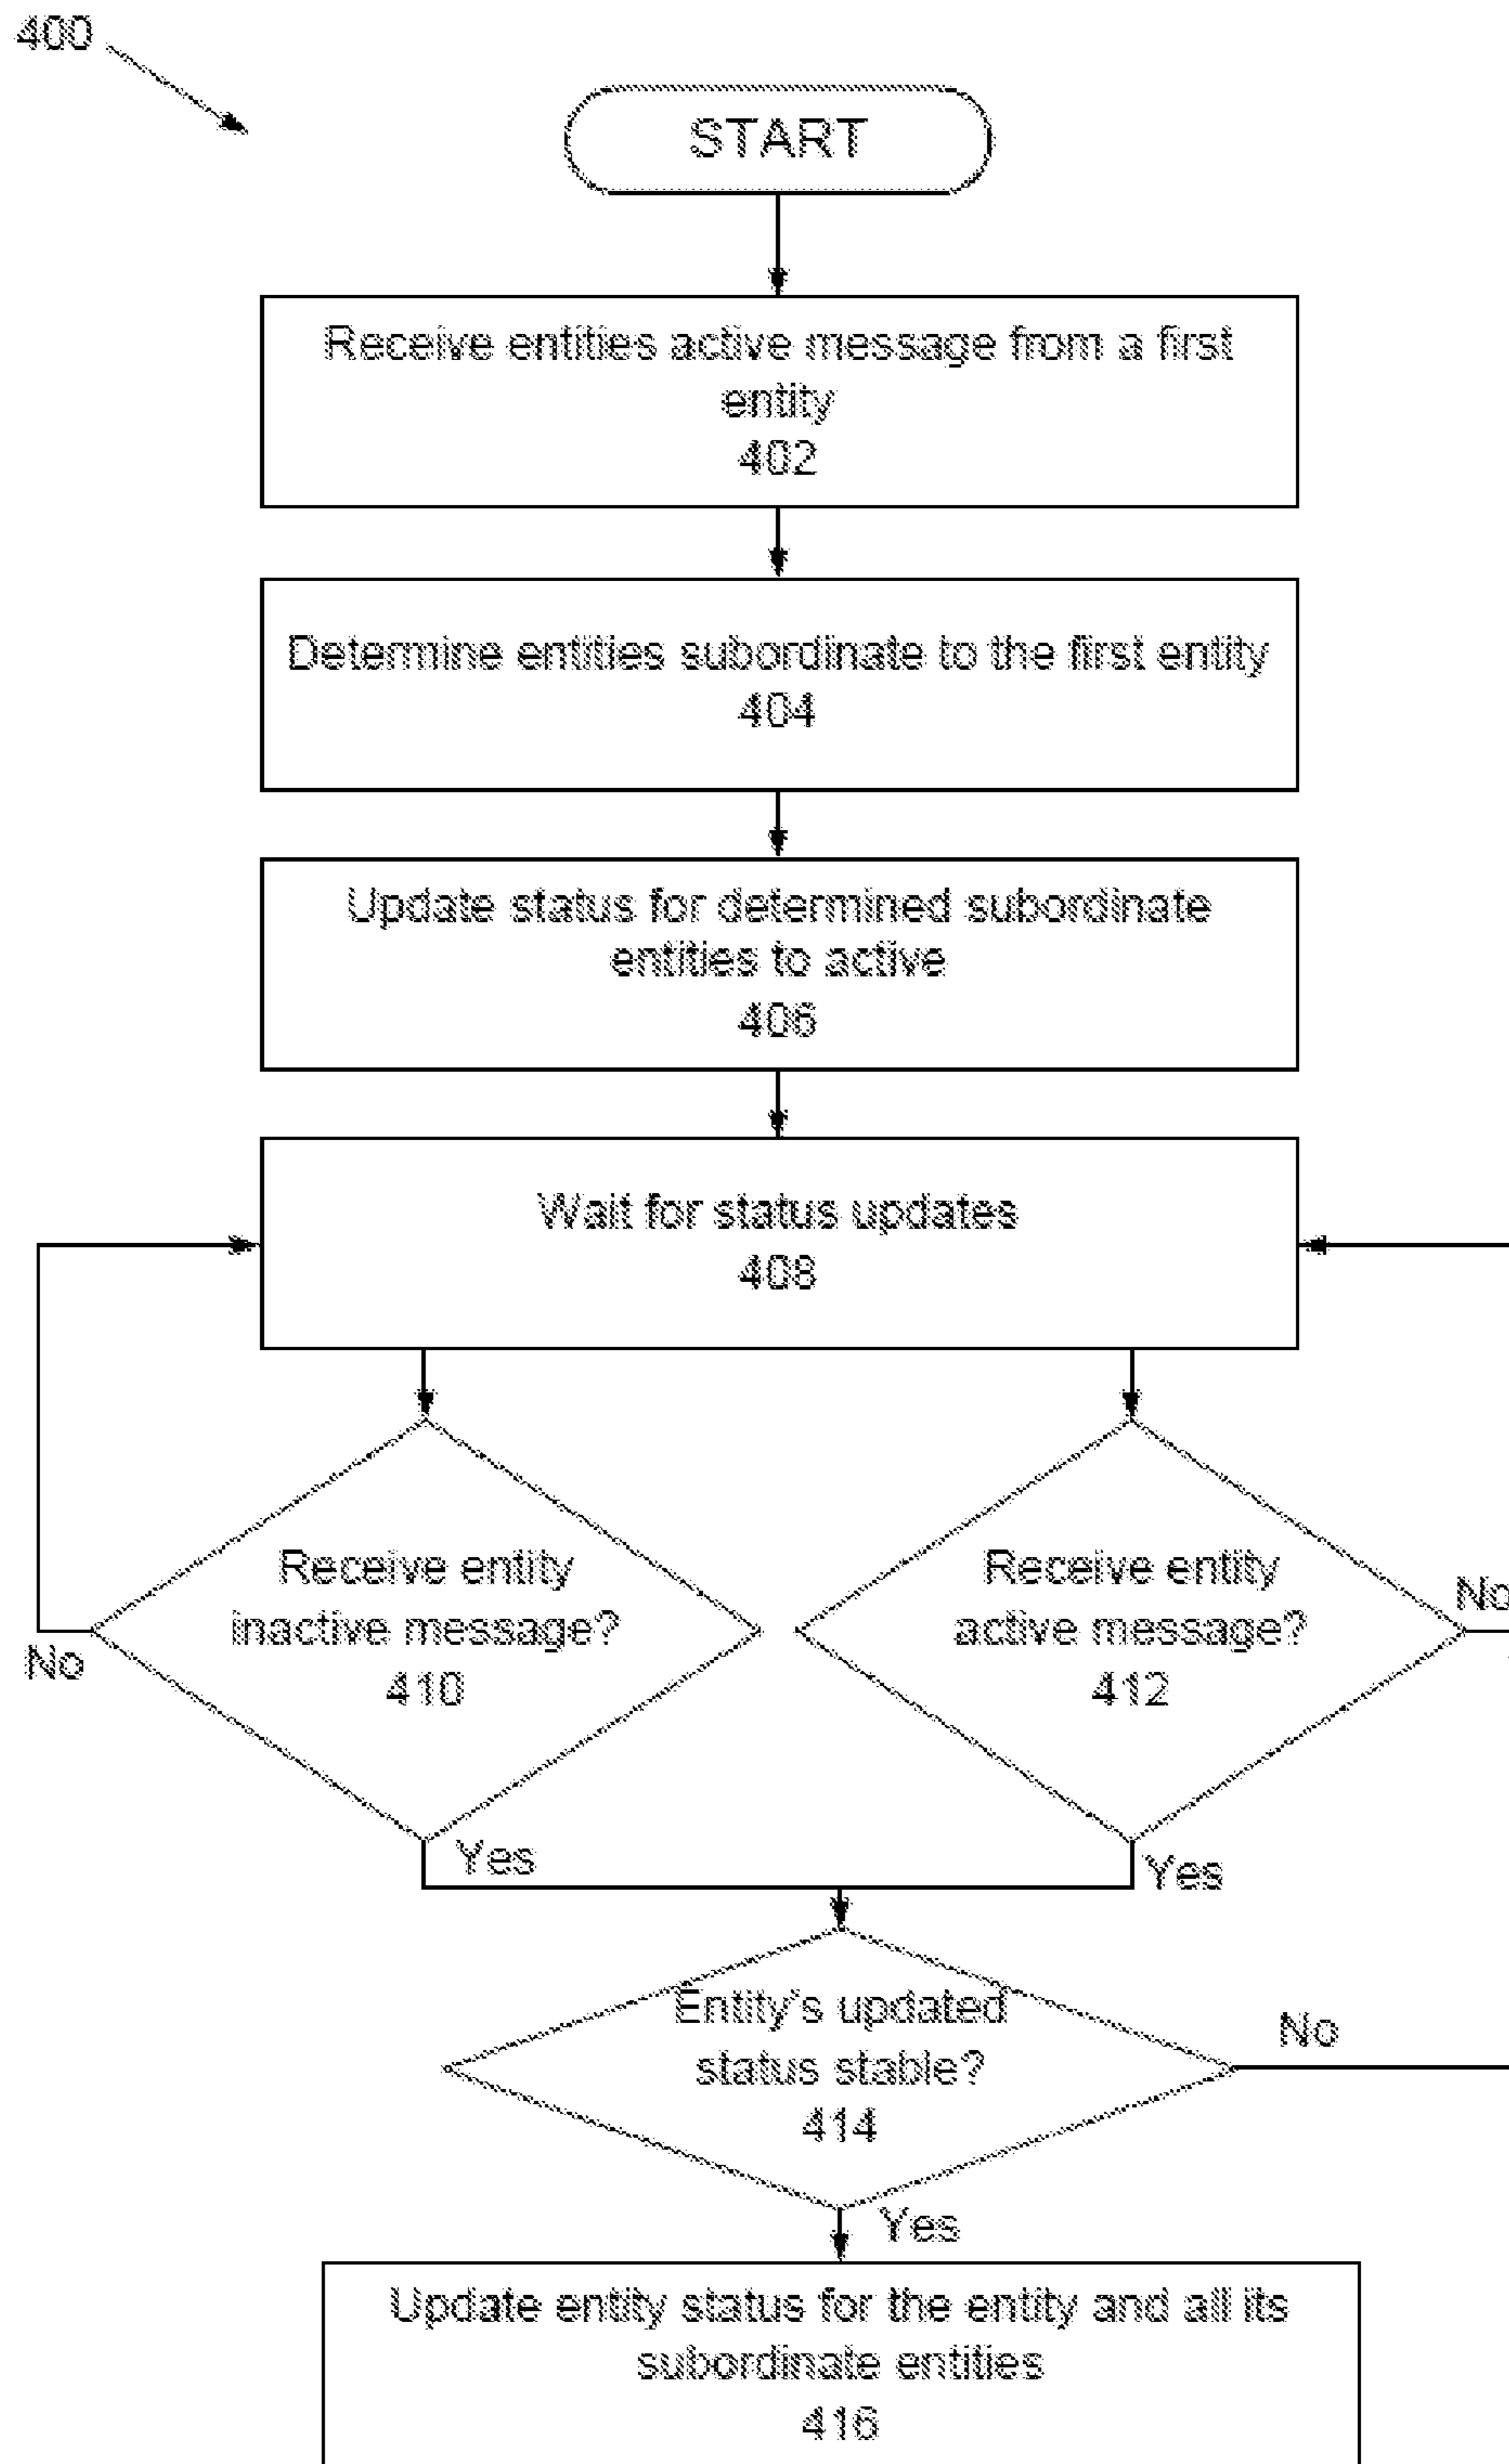 400
START
Receive entities active message from a first
entity
402
Determine entities subordinate to the first entity
404
Update status for determined subordinate
entities to active
406
Wait for status updates
408
Receive entity
inactive message?
410
No
Yes
Receive entity
active message?
412
No
Yes
Entity's updated
status stable?
414
No
Yes
Update entity status for the entity and all its
subordinate entities
416